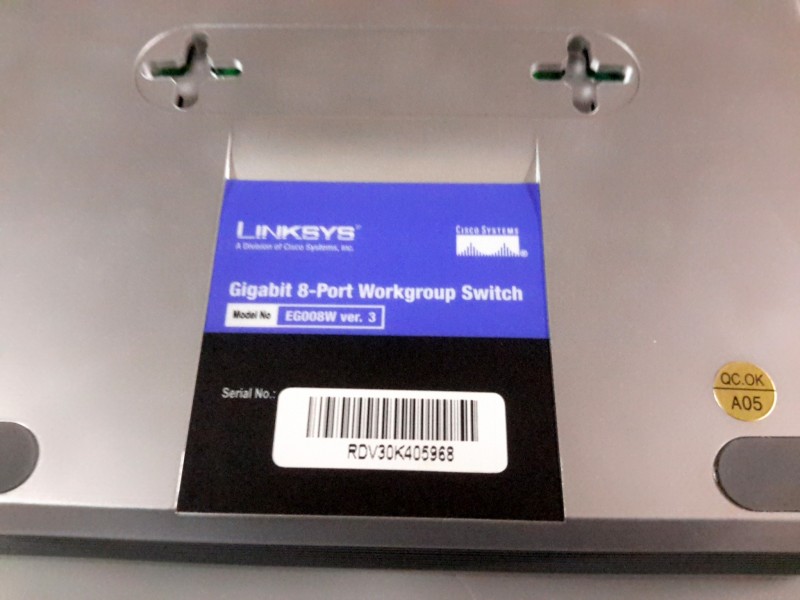 LINKSYS®
A Division of Cisco Systems, Inc.
CISCO SYSTEMS
®
Gigabit 8-Port Workgroup Switch
Model No EG008W ver. 3
Serial No.:
RDV30K405968
QC.OK
A05